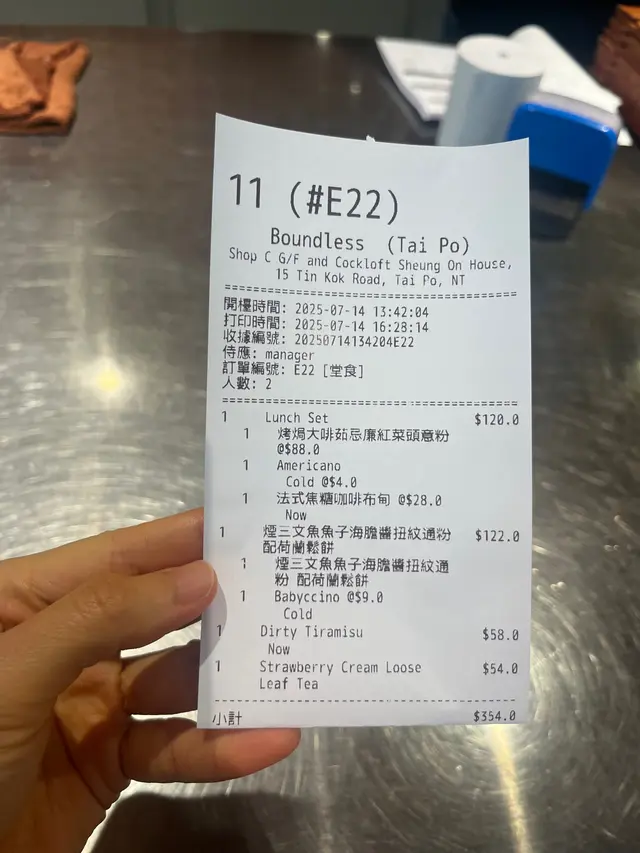 11 (#E22)
Boundless (Tai Po)
Shop C G/F and Cockloft Sheung On House,
15 Tin Kok Road, Tai Po, NT
開檯時間: 2025-07-14 13:42:04
打印時間: 2025-07-14 16:28:14
收據編號: 20250714134204E22
侍應: manager
訂單編號: E22 [堂食]
人數: 2
1 Lunch Set $120.0
1 烤焗大啡菇忌廉紅菜頭意粉
@$88.0
1 Americano
Cold @$4.0
1 法式焦糖咖啡布甸 @$28.0
Now
1 煙三文魚魚子海膽醬扭紋通粉 $122.0
配荷蘭鬆餅
1 煙三文魚魚子海膽醬扭紋通
粉 配荷蘭鬆餅
1 Babyccino @$9.0
Cold
1 Dirty Tiramisu $58.0
Now
1 Strawberry Cream Loose $54.0
Leaf Tea
小計 $354.0